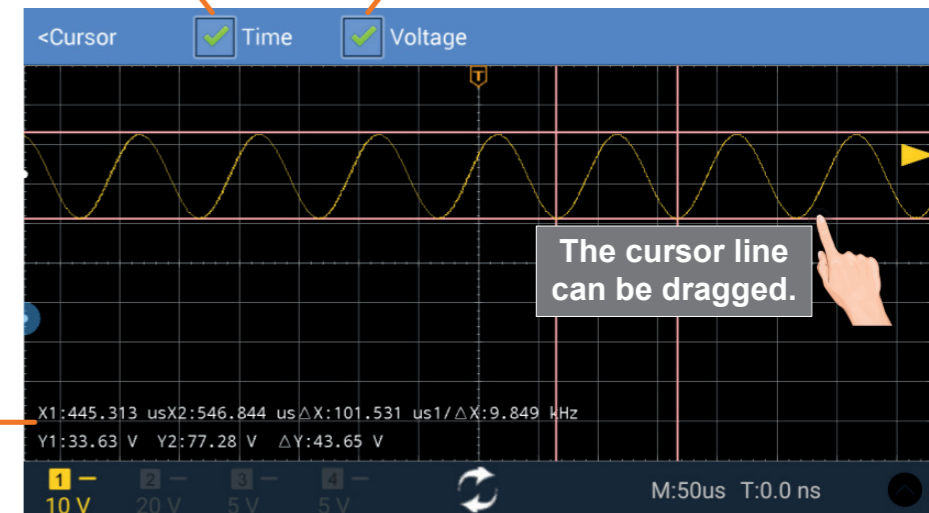 <Cursor Time Voltage
T
The cursor line
can be dragged.
X1:445.313 usX2:546.844 us△X:101.531 us1/△X:9.849 kHz
Y1:33.63 V Y2:77.28 V △Y:43.65 V
1 2 3 4
10 V 20 V 5 V 5 V
M:50us T:0.0 ns